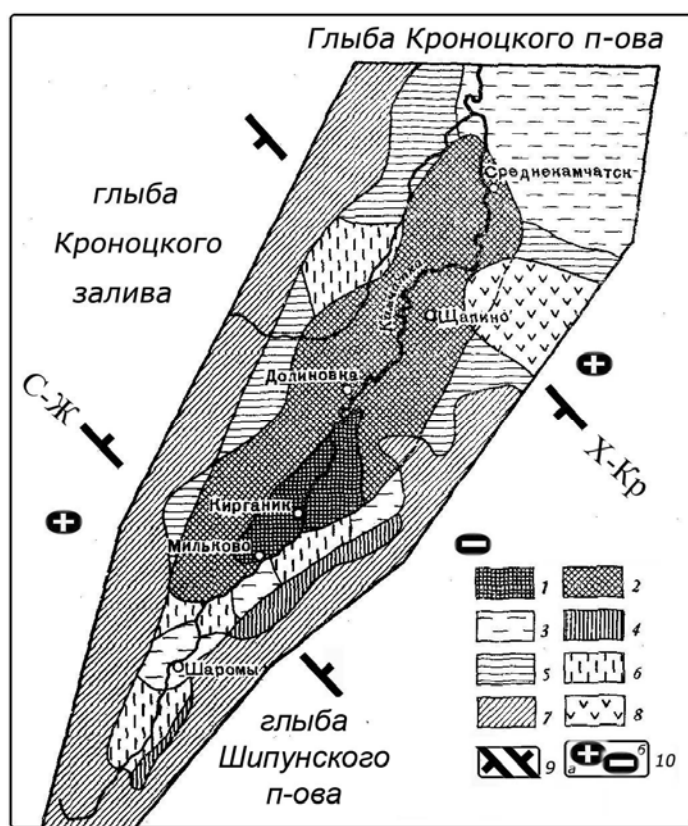 Глыба Кроноцкого п-ова
Среднекамчатск
глыба
Кроноцкого
залива
Камчатка
Щапино
Долиновка
С-Ж
Х-Кр
Кирганик
Мильково
Шаромы
глыба
Шипунского
п-ова
1 2
3 4
5 6
7 8
9 а б 10